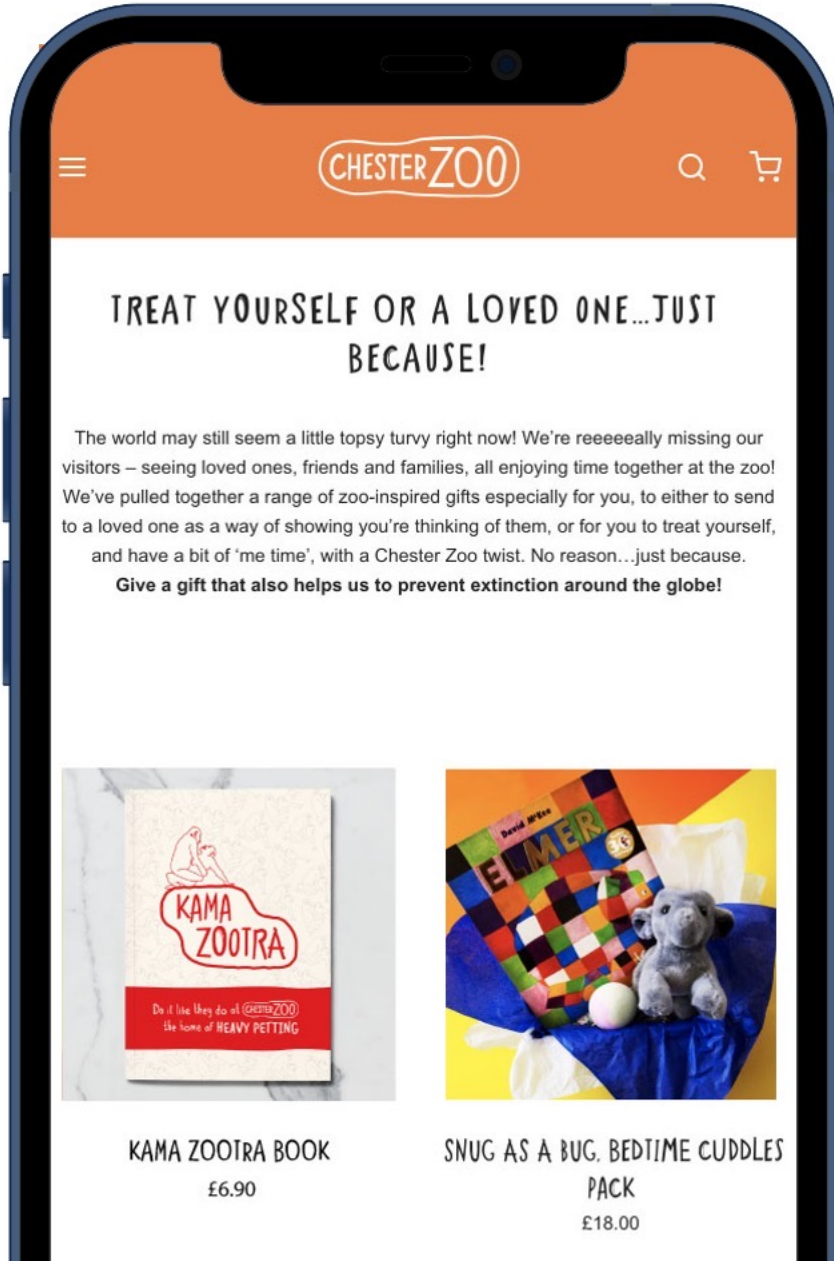 CHESTER ZOO
TREAT YOURSELF OR A LOVED ONE...JUST
BECAUSE!
The world may still seem a little topsy turvy right now! We're reeeeeally missing our
visitors – seeing loved ones, friends and families, all enjoying time together at the zoo!
We've pulled together a range of zoo-inspired gifts especially for you, to either to send
to a loved one as a way of showing you're thinking of them, or for you to treat yourself,
and have a bit of 'me time', with a Chester Zoo twist. No reason…just because.
Give a gift that also helps us to prevent extinction around the globe!
KAMA
ZOOTRA
Do it like they do at CHESTER ZOO
the home of HEAVY PETTING
David McKee
ELMER
KAMA ZOOTRA BOOK
£6.90
SNUG AS A BUG, BEDTIME CUDDLES
PACK
£18.00